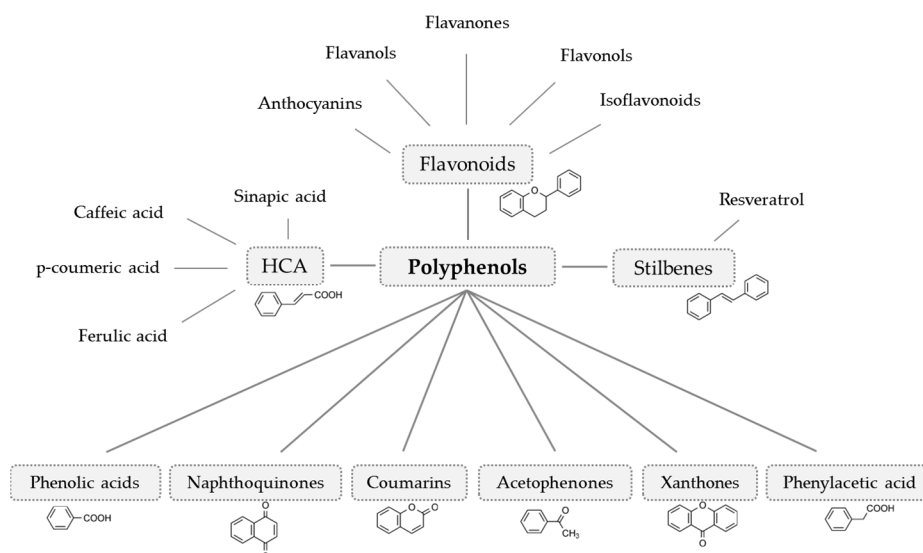 Flavanones
Flavanols
Flavonols
Anthocyanins
Isoflavonoids
Flavonoids
O
Sinapic acid
Resveratrol
Caffeic acid
p-coumeric acid
HCA
Polyphenols
Stilbenes
COOH
Ferulic acid
Phenolic acids
Naphthoquinones
Coumarins
Acetophenones
Xanthones
Phenylacetic acid
COOH
O
O
O
O
O
CH3
O
O
COOH